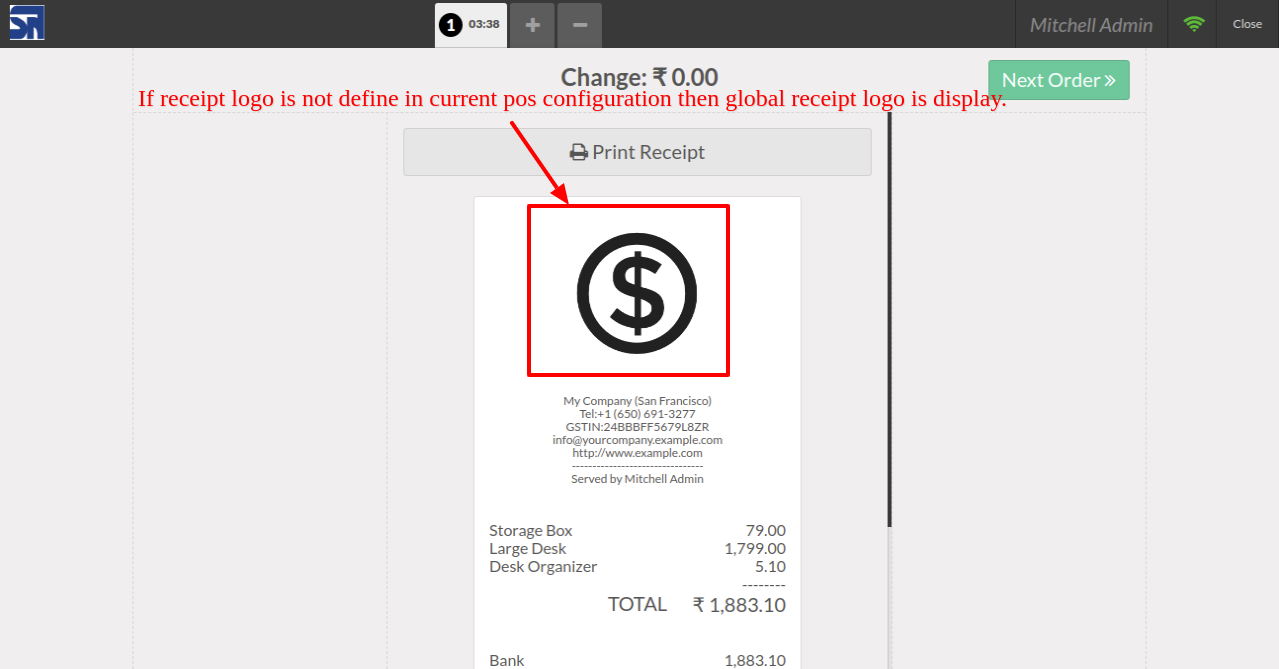 1 03:38 + −
Mitchell Admin
Close
Change: ₹ 0.00
Next Order »
If receipt logo is not define in current pos configuration then global receipt logo is display.
Print Receipt
$
My Company (San Francisco)
Tel:+1 (650) 691-3277
GSTIN:24BBBFF5679L8ZR
info@yourcompany.example.com
http://www.example.com
--------------------------------
Served by Mitchell Admin
Storage Box 79.00
Large Desk 1,799.00
Desk Organizer 5.10
--------
TOTAL ₹ 1,883.10
Bank 1,883.10